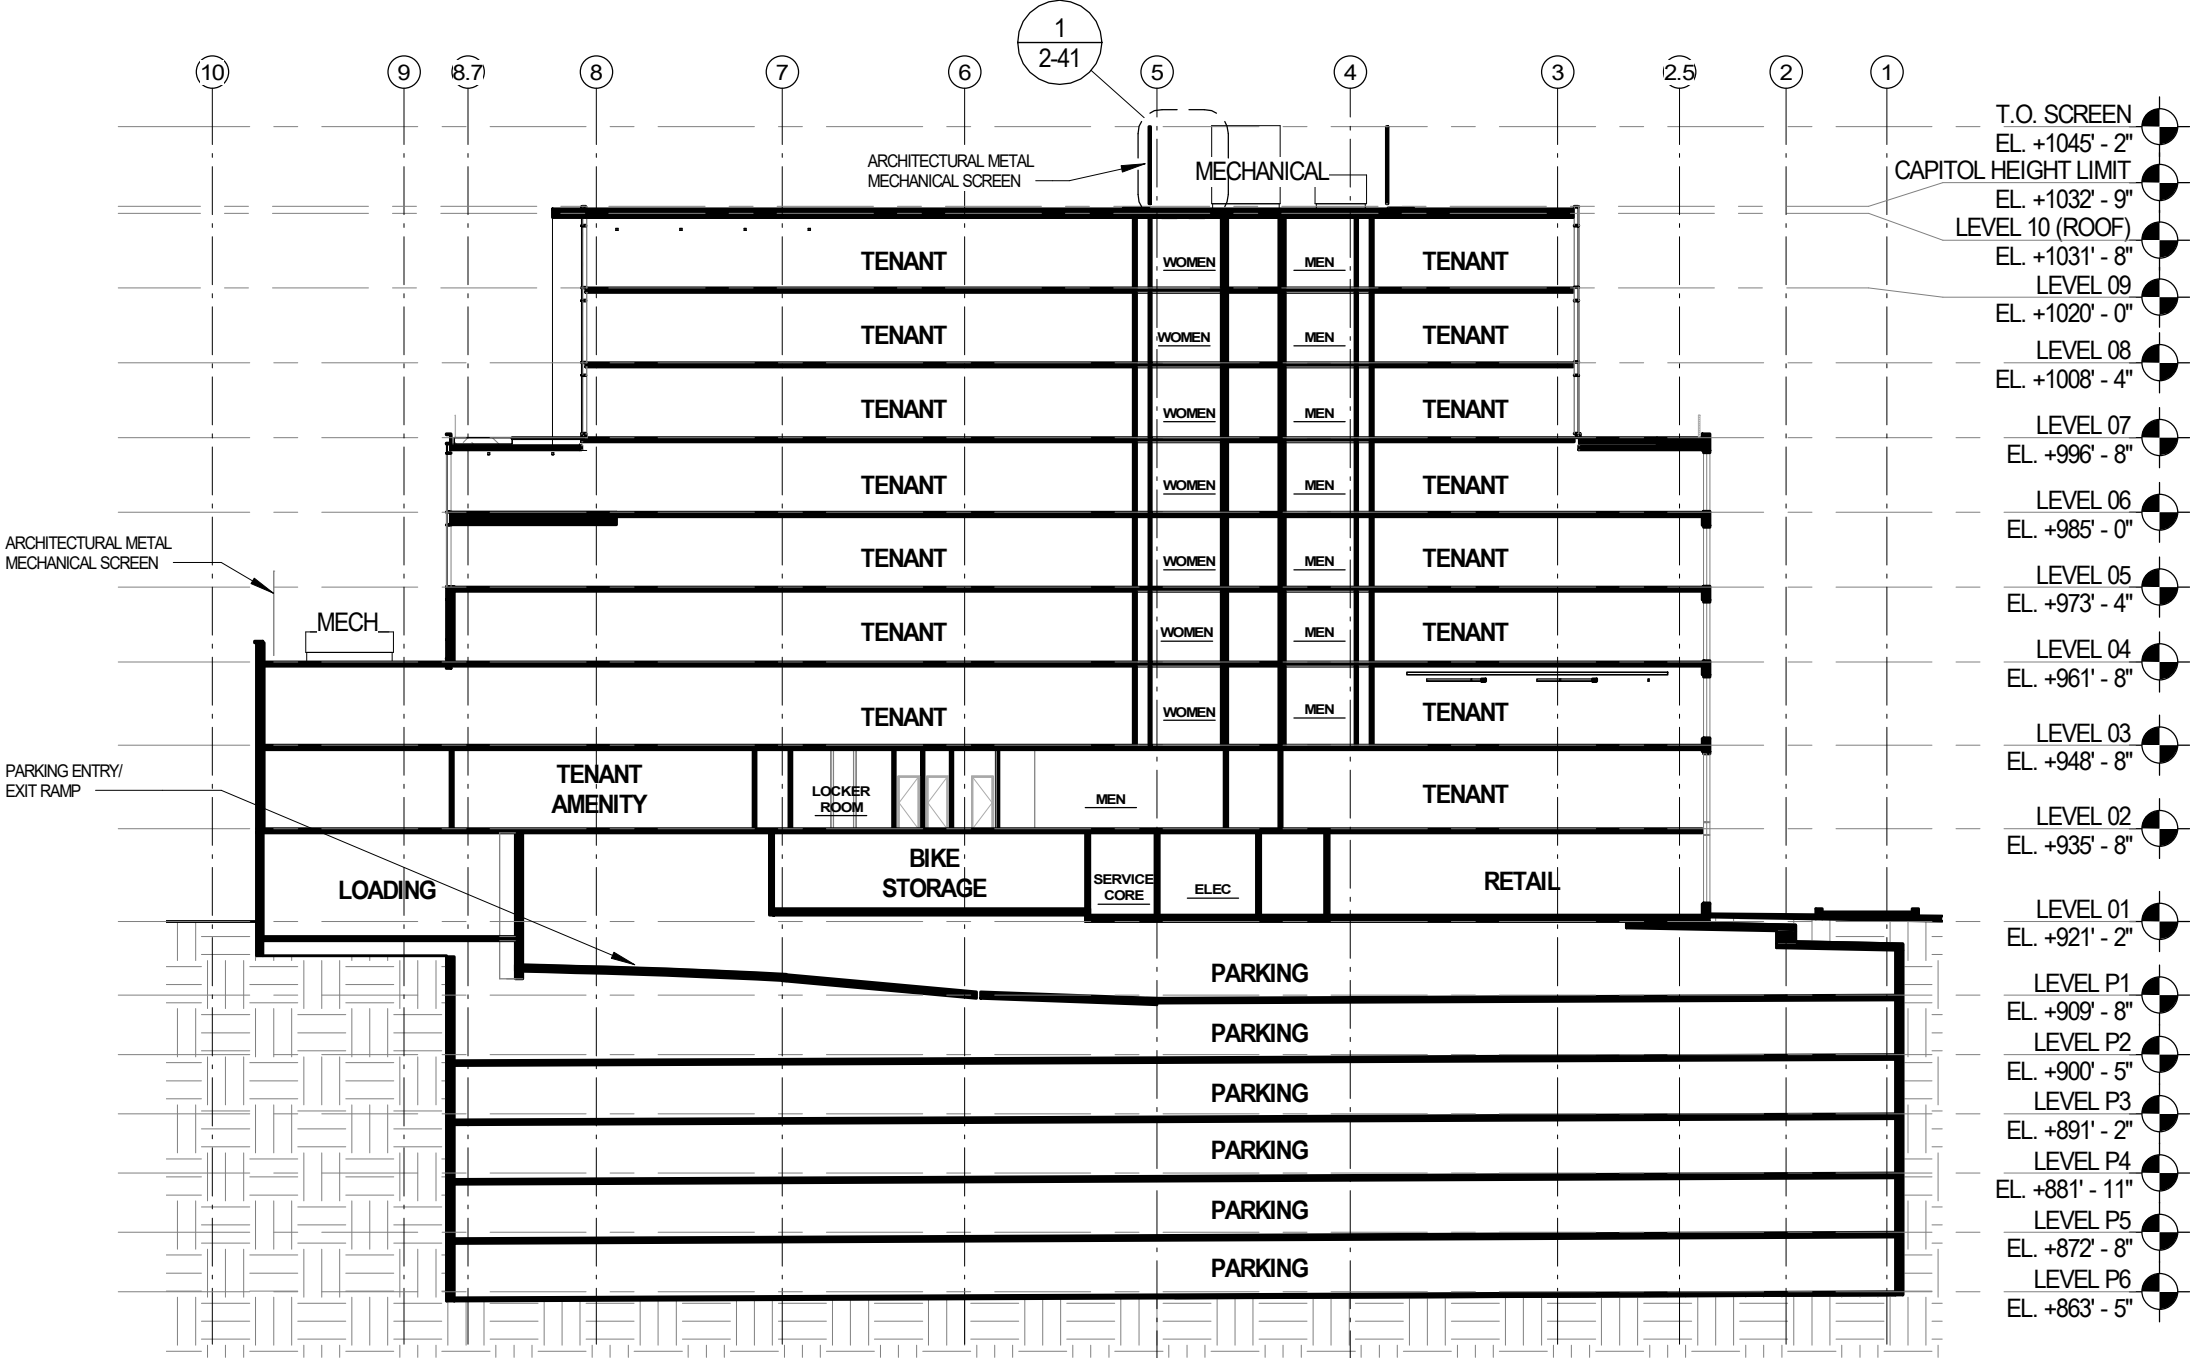 1
2-41
10
9
8.7
8
7
6
5
4
3
2.5
2
1
T.O. SCREEN
EL. +1045' - 2"
CAPITOL HEIGHT LIMIT
EL. +1032' - 9"
LEVEL 10 (ROOF)
EL. +1031' - 8"
LEVEL 09
EL. +1020' - 0"
LEVEL 08
EL. +1008' - 4"
LEVEL 07
EL. +996' - 8"
LEVEL 06
EL. +985' - 0"
LEVEL 05
EL. +973' - 4"
LEVEL 04
EL. +961' - 8"
LEVEL 03
EL. +948' - 8"
LEVEL 02
EL. +935' - 8"
LEVEL 01
EL. +921' - 2"
LEVEL P1
EL. +909' - 8"
LEVEL P2
EL. +900' - 5"
LEVEL P3
EL. +891' - 2"
LEVEL P4
EL. +881' - 11"
LEVEL P5
EL. +872' - 8"
LEVEL P6
EL. +863' - 5"
ARCHITECTURAL METAL
MECHANICAL SCREEN
MECHANICAL
TENANT
WOMEN
MEN
TENANT
TENANT
WOMEN
MEN
TENANT
TENANT
WOMEN
MEN
TENANT
TENANT
WOMEN
MEN
TENANT
ARCHITECTURAL METAL
MECHANICAL SCREEN
TENANT
WOMEN
MEN
TENANT
MECH
TENANT
WOMEN
MEN
TENANT
TENANT
WOMEN
MEN
TENANT
PARKING ENTRY/
EXIT RAMP
TENANT
AMENITY
LOCKER
ROOM
MEN
TENANT
LOADING
BIKE
STORAGE
SERVICE
CORE
ELEC
RETAIL
PARKING
PARKING
PARKING
PARKING
PARKING
PARKING